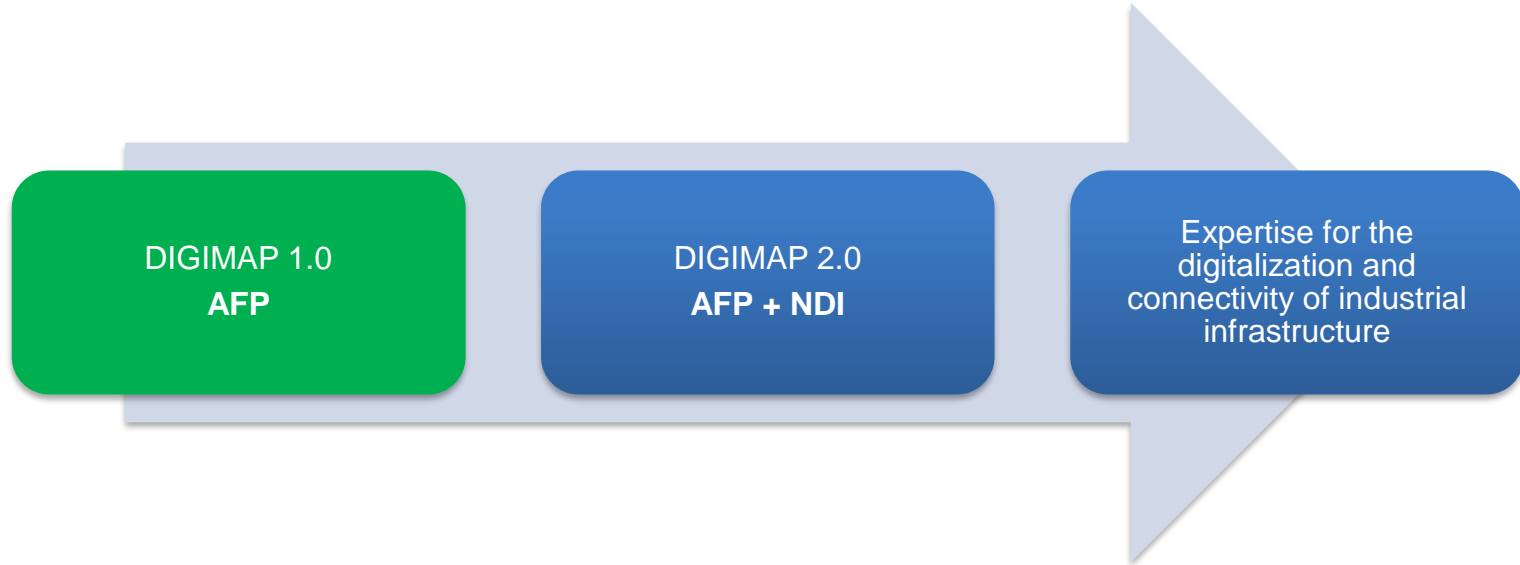 DIGIMAP 1.0
AFP
DIGIMAP 2.0
AFP + NDI
Expertise for the
digitalization and
connectivity of industrial
infrastructure